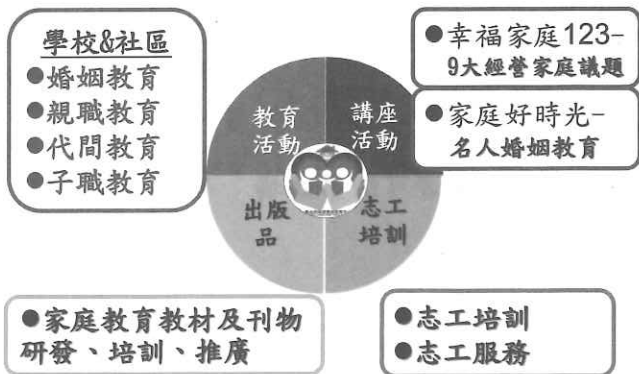 學校&社區
●婚姻教育
●親職教育
●代間教育
●子職教育
教育
活動
講座
活動
出版
品
志工
培訓
●幸福家庭123-
9大經營家庭議題
●家庭好時光-
名人婚姻教育
●家庭教育教材及刊物
研發、培訓、推廣
●志工培訓
●志工服務